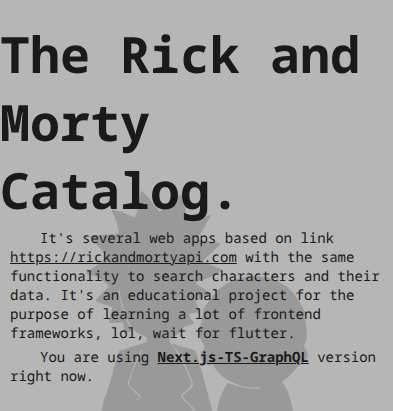 The Rick and
Morty
Catalog.
It's several web apps based on link
https://rickandmortyapi.com with the same
functionality to search characters and their
data. It's an educational project for the
purpose of learning a lot of frontend
frameworks, lol, wait for flutter.
You are using Next.js-TS-GraphQL version
right now.